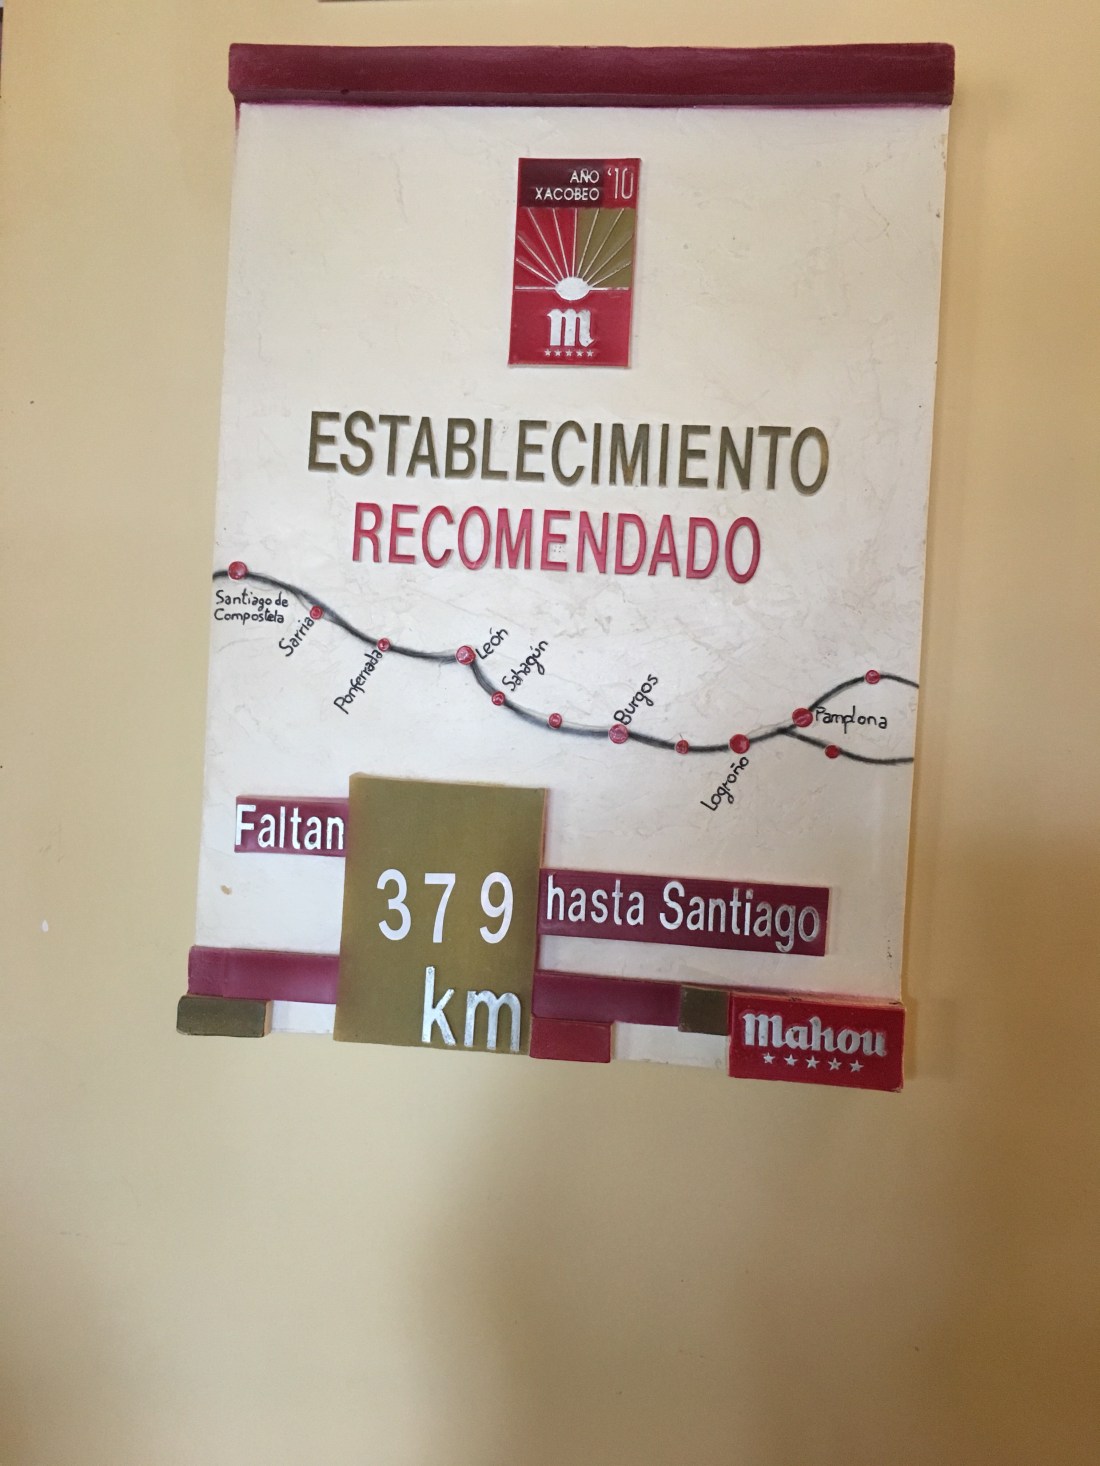 AÑO '10
XACOBEO
m
ESTABLECIMIENTO
RECOMENDADO
Santiago de
Compostela
Sarria
Ponferrada
León
Sahagún
Burgos
Logroño
Pamplona
Faltan
379
km
hasta Santiago
Mahou